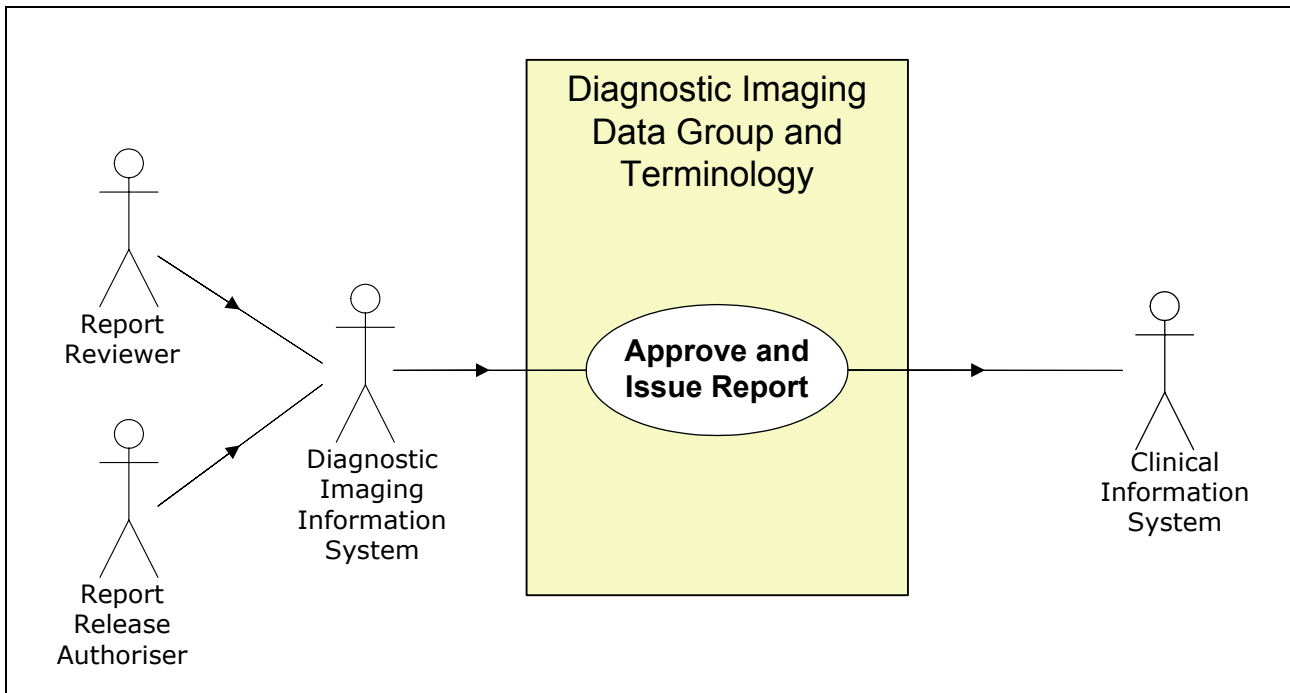 Diagnostic Imaging
Data Group and
Terminology
Report
Reviewer
Approve and
Issue Report
Diagnostic
Imaging
Information
System
Clinical
Information
System
Report
Release
Authoriser